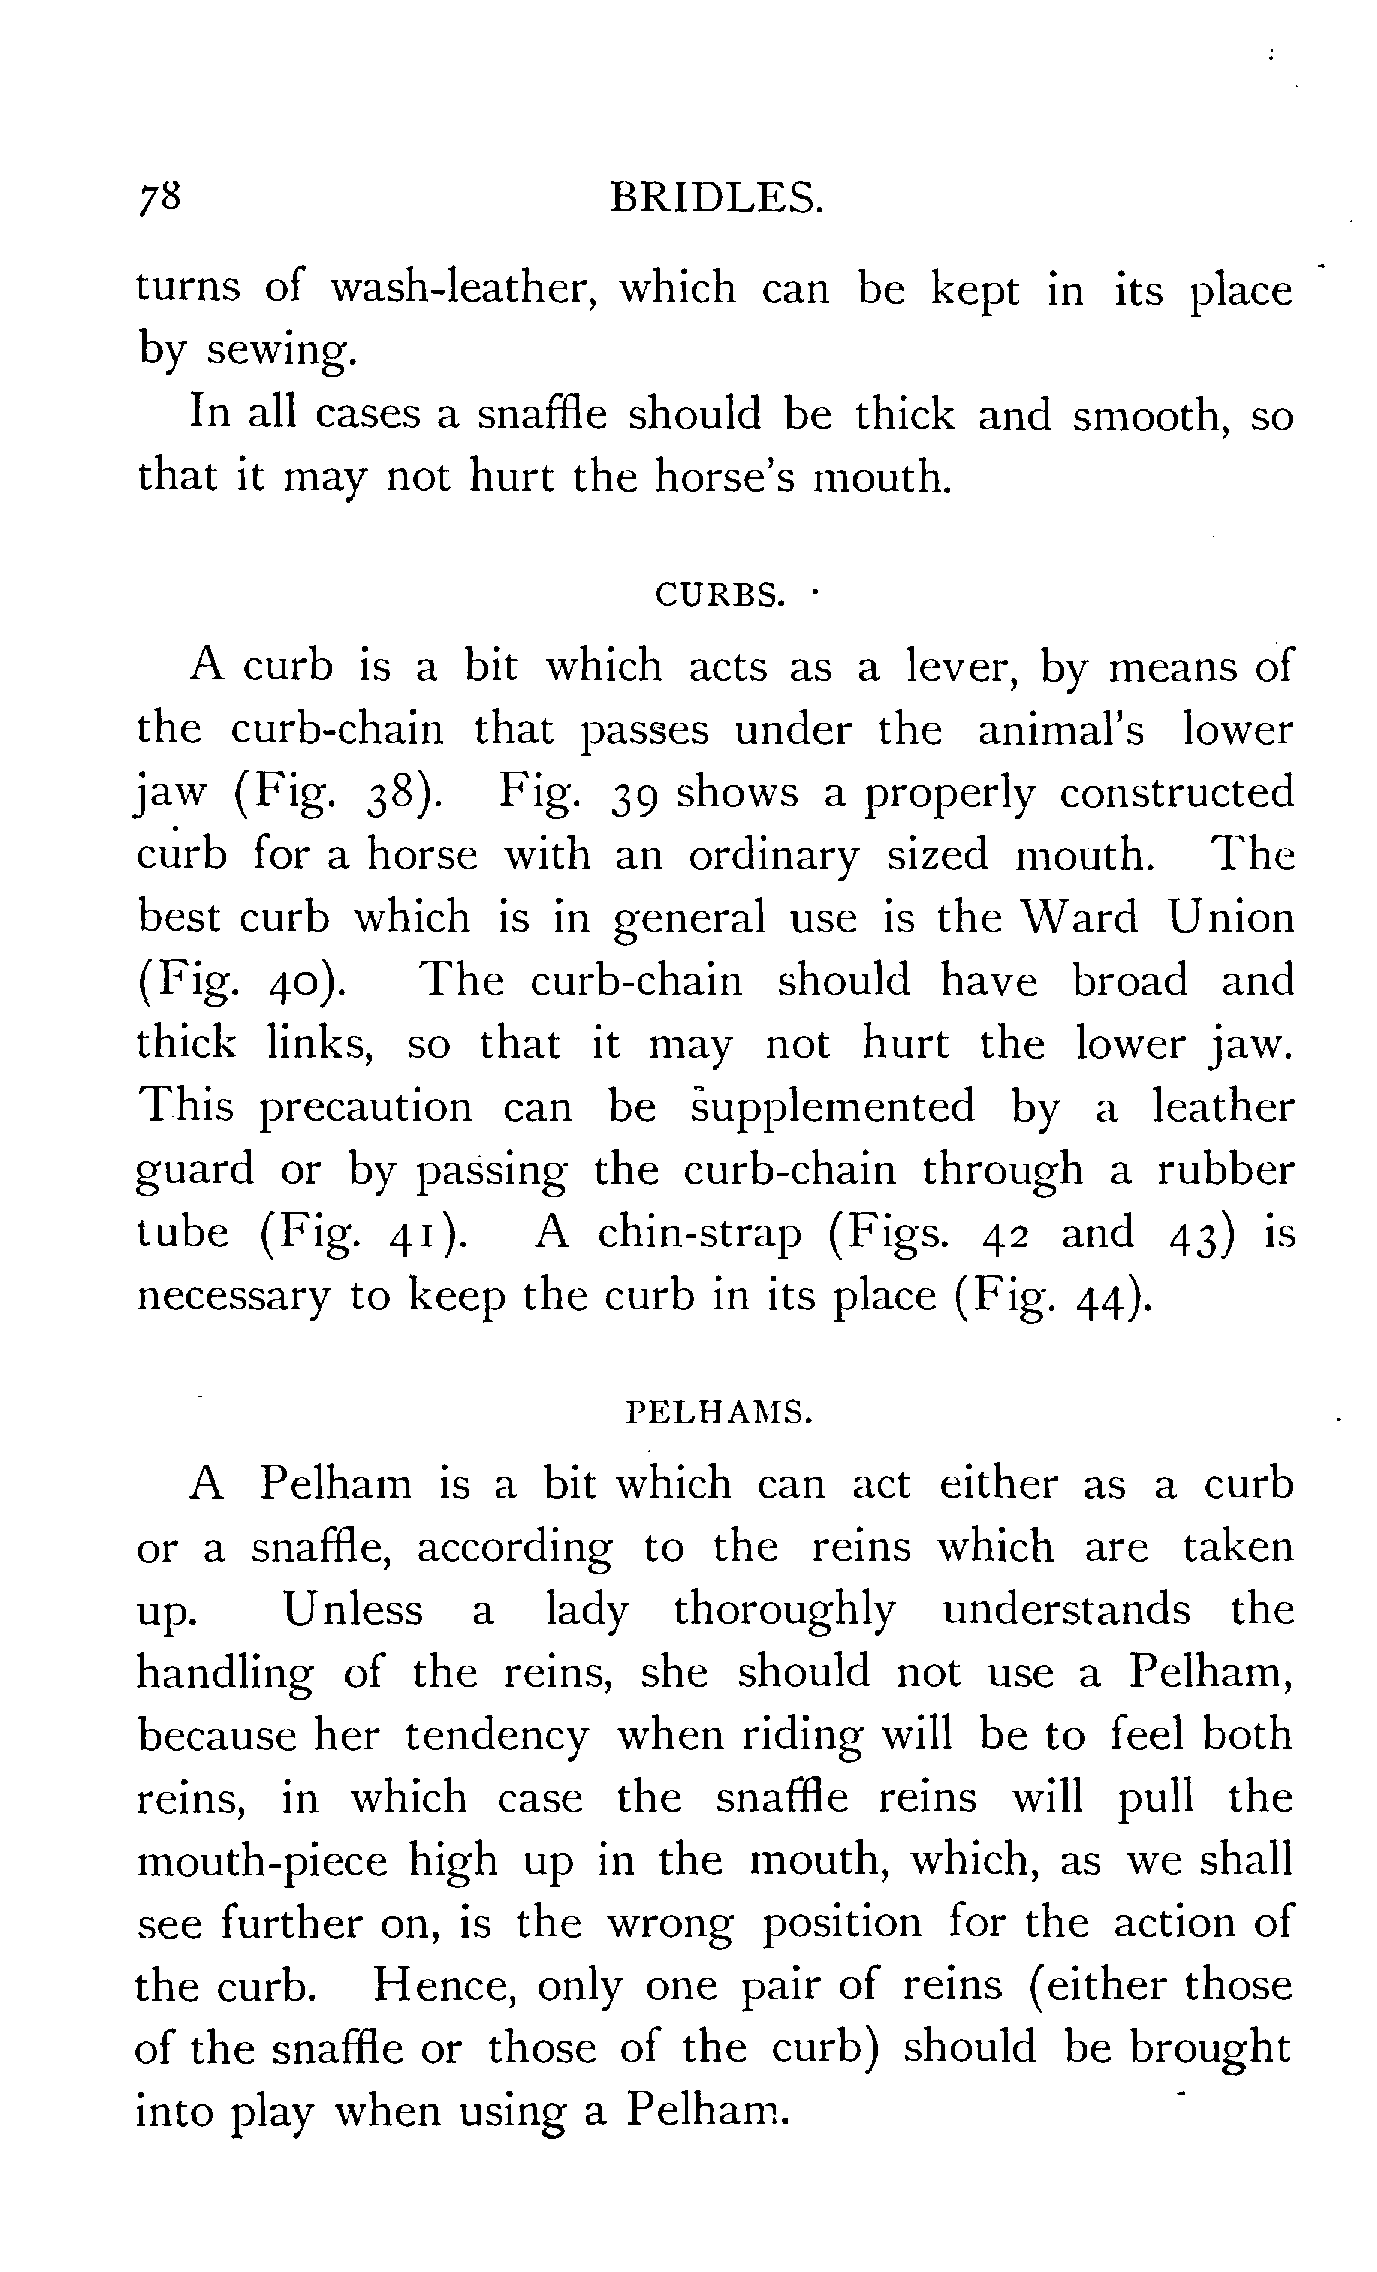 78 BRIDLES.
turns of wash-leather, which can be kept in its place
by sewing.
In all cases a snaffle should be thick and smooth, so
that it may not hurt the horse's mouth.
CURBS.
A curb is a bit which acts as a lever, by means of
the curb-chain that passes under the animal's lower
jaw (Fig. 38). Fig. 39 shows a properly constructed
curb for a horse with an ordinary sized mouth. The
best curb which is in general use is the Ward Union
(Fig. 40). The curb-chain should have broad and
thick links, so that it may not hurt the lower jaw.
This precaution can be supplemented by a leather
guard or by passing the curb-chain through a rubber
tube (Fig. 41). A chin-strap (Figs. 42 and 43) is
necessary to keep the curb in its place (Fig. 44).
PELHAMS.
A Pelham is a bit which can act either as a curb
or a snaffle, according to the reins which are taken
up. Unless a lady thoroughly understands the
handling of the reins, she should not use a Pelham,
because her tendency when riding will be to feel both
reins, in which case the snaffle reins will pull the
mouth-piece high up in the mouth, which, as we shall
see further on, is the wrong position for the action of
the curb. Hence, only one pair of reins (either those
of the snaffle or those of the curb) should be brought
into play when using a Pelham.